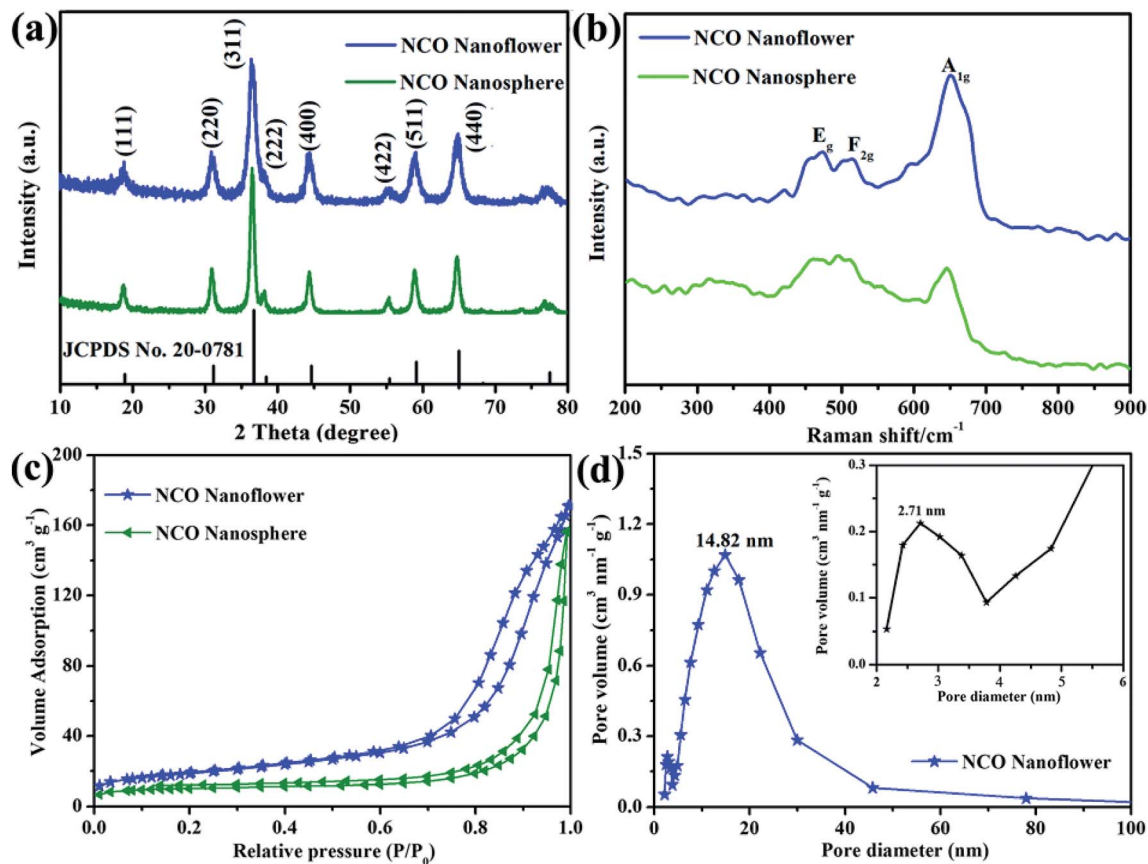 (a)
NCO Nanoflower
NCO Nanosphere
(111)
(220)
(311)
(222)
(400)
(422)
(511)
(440)
JCPDS No. 20-0781
Intensity (a.u.)
10 20 30 40 50 60 70 80
2 Theta (degree)
(b)
NCO Nanoflower
NCO Nanosphere
Eg
F2g
A1g
Intensity (a.u.)
200 300 400 500 600 700 800 900
Raman shift/cm-1
(c)
NCO Nanoflower
NCO Nanosphere
Volume Adsorption (cm3 g-1)
200
160
120
80
40
0
0.0 0.2 0.4 0.6 0.8 1.0
Relative pressure (P/P0)
(d)
14.82 nm
NCO Nanoflower
Pore volume (cm3 nm-1 g-1)
1.5
1.2
0.9
0.6
0.3
0.0
0 20 40 60 80 100
Pore diameter (nm)
2.71 nm
Pore volume (cm3 nm-1 g-1)
0.3
0.2
0.1
0.0
2 3 4 5 6
Pore diameter (nm)